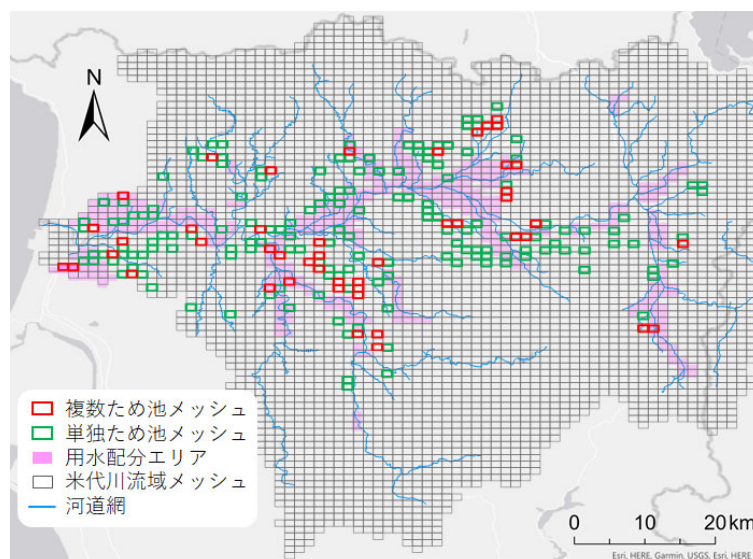 N
複数ため池メッシュ
単独ため池メッシュ
用水配分エリア
米代川流域メッシュ
河道網
0 5 10 20 km
Esri, HERE, Garmin, USGS, Esri, HERE